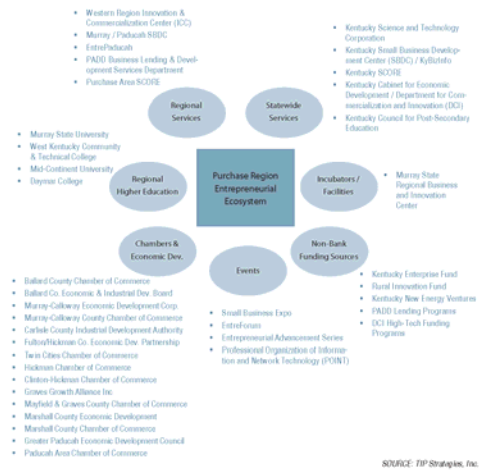 • Western Region Innovation &
Commercialization Center (ICC)
• Murray / Paducah SBDC
• EntrePaducah
• PADD Business Lending & Devel-
opment Services Department
• Purchase Area SCORE
• Kentucky Science and Technology
Corporation
• Kentucky Small Business Develop-
ment Center (SBDC) / KyBizInfo
• Kentucky SCORE
• Kentucky Cabinet for Economic
Development / Department for Com-
mercialization and Innovation (DCI)
• Kentucky Council for Post-Secondary
Education
Regional
Services
Statewide
Services
• Murray State University
• West Kentucky Community
& Technical College
• Mid-Continent University
• Daymar College
Regional
Higher Education
Purchase Region
Entrepreneurial
Ecosystem
Incubators /
Facilities
• Murray State
Regional Business
and Innovation
Center
Chambers &
Economic Dev.
Events
Non-Bank
Funding Sources
• Ballard County Chamber of Commerce
• Ballard Co. Economic & Industrial Dev. Board
• Murray-Calloway Economic Development Corp.
• Murray-Calloway County Chamber of Commerce
• Carlisle County Industrial Development Authority
• Fulton/Hickman Co. Economic Dev. Partnership
• Twin Cities Chamber of Commerce
• Hickman Chamber of Commerce
• Clinton-Hickman Chamber of Commerce
• Graves Growth Alliance Inc
• Mayfield & Graves County Chamber of Commerce
• Marshall County Economic Development
• Marshall County Chamber of Commerce
• Greater Paducah Economic Development Council
• Paducah Area Chamber of Commerce
• Small Business Expo
• EntreForum
• Entrepreneurial Advancement Series
• Professional Organization of Informa-
tion and Network Technology (POINT)
• Kentucky Enterprise Fund
• Rural Innovation Fund
• Kentucky New Energy Ventures
• PADD Lending Programs
• DCI High-Tech Funding
Programs
SOURCE: TIP Strategies, Inc.